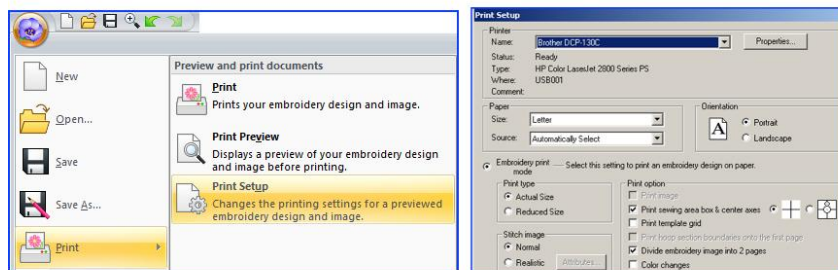 New
Open...
Save
Save As...
Print
Preview and print documents
Print
Prints your embroidery design and image.
Print Preview
Displays a preview of your embroidery design
and image before printing.
Print Setup
Changes the printing settings for a previewed
embroidery design and image.
Print Setup
Printer
Name: Brother DCP-130C Properties...
Status: Ready
Type: HP Color LaserJet 2800 Series PS
Where: USB001
Comment:
Paper
Size: Letter
Source: Automatically Select
Orientation
A
Portrait
Landscape
Embroidery print mode
Select this setting to print an embroidery design on paper.
Print type
Actual Size
Reduced Size
Stitch image
Normal
Realistic Attributes...
Print option
Print image
Print sewing area box & center axes
Print template grid
Print hoop section boundaries onto the first page
Divide embroidery image into 2 pages
Color changes